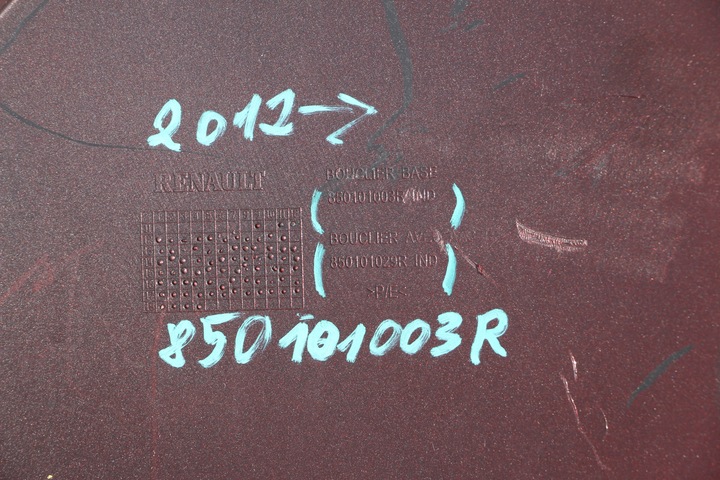 2012 →
RENAULT
BOUCLIER BASE
850101003R/IND
BOUCLIER AV.
850101029R IND
>P/E<
850101003R